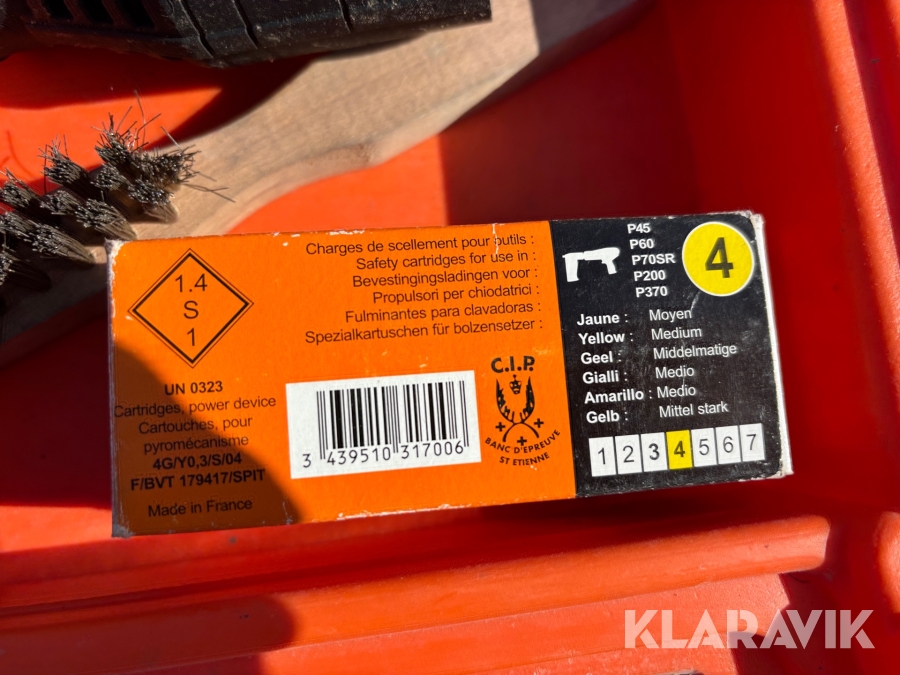 1.4
S
1
UN 0323
Cartridges, power device
Cartouches, pour
pyromécanisme
4G/Y0,3/S/04
F/BVT 179417/SPIT
Made in France
Charges de scellement pour outils :
Safety cartridges for use in :
Bevestingingsladingen voor :
Propulsori per chiodatrici :
Fulminantes para clavadoras :
Spezialkartuschen für bolzensetzer :
3 439510 317006
C.I.P.
BANC D'EPREUVE
ST ETIENNE
P45
P60
P70SR
P200
P370
4
Jaune : Moyen
Yellow : Medium
Geel : Middelmatige
Gialli : Medio
Amarillo : Medio
Gelb : Mittel stark
1 2 3 4 5 6 7
KLARAVIK